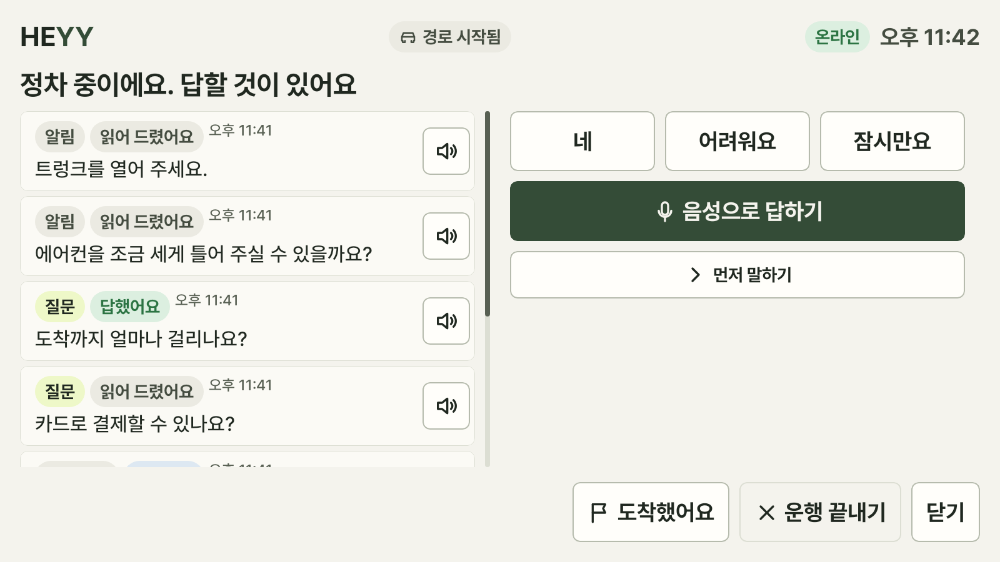 HEYY
경로 시작됨
온라인 오후 11:42
정차 중이에요. 답할 것이 있어요
알림 읽어 드렸어요 오후 11:41
트렁크를 열어 주세요.
알림 읽어 드렸어요 오후 11:41
에어컨을 조금 세게 틀어 주실 수 있을까요?
질문 답했어요 오후 11:41
도착까지 얼마나 걸리나요?
질문 읽어 드렸어요 오후 11:41
카드로 결제할 수 있나요?
오후 11:41
네
어려워요
잠시만요
음성으로 답하기
먼저 말하기
도착했어요
운행 끝내기
닫기